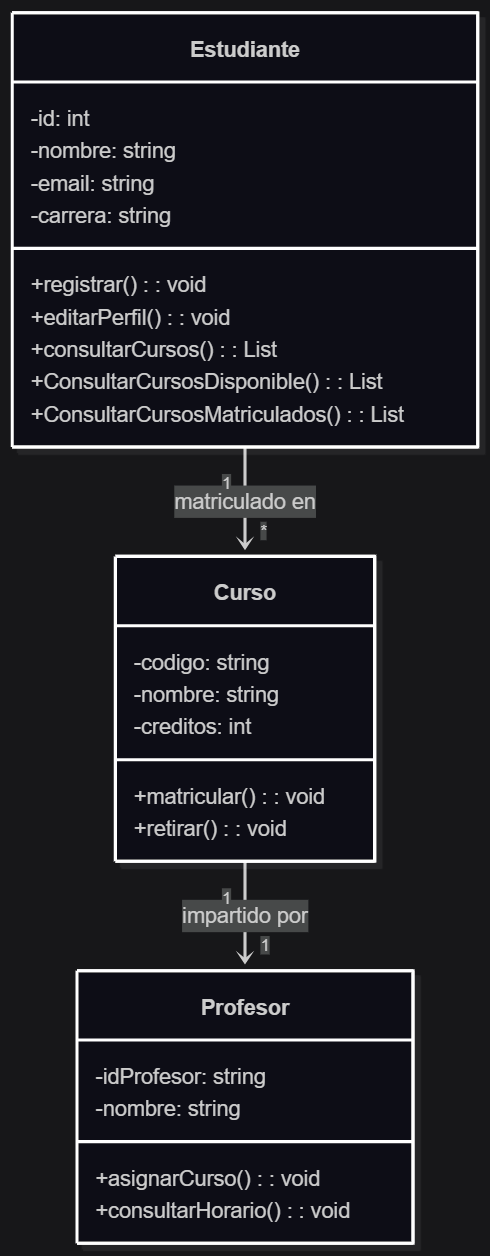 Estudiante
-id: int
-nombre: string
-email: string
-carrera: string
+registrar() : : void
+editarPerfil() : : void
+consultarCursos() : : List
+ConsultarCursosDisponible() : : List
+ConsultarCursosMatriculados() : : List
1
matriculado en
*
Curso
-codigo: string
-nombre: string
-creditos: int
+matricular() : : void
+retirar() : : void
1
impartido por
1
Profesor
-idProfesor: string
-nombre: string
+asignarCurso() : : void
+consultarHorario() : : void